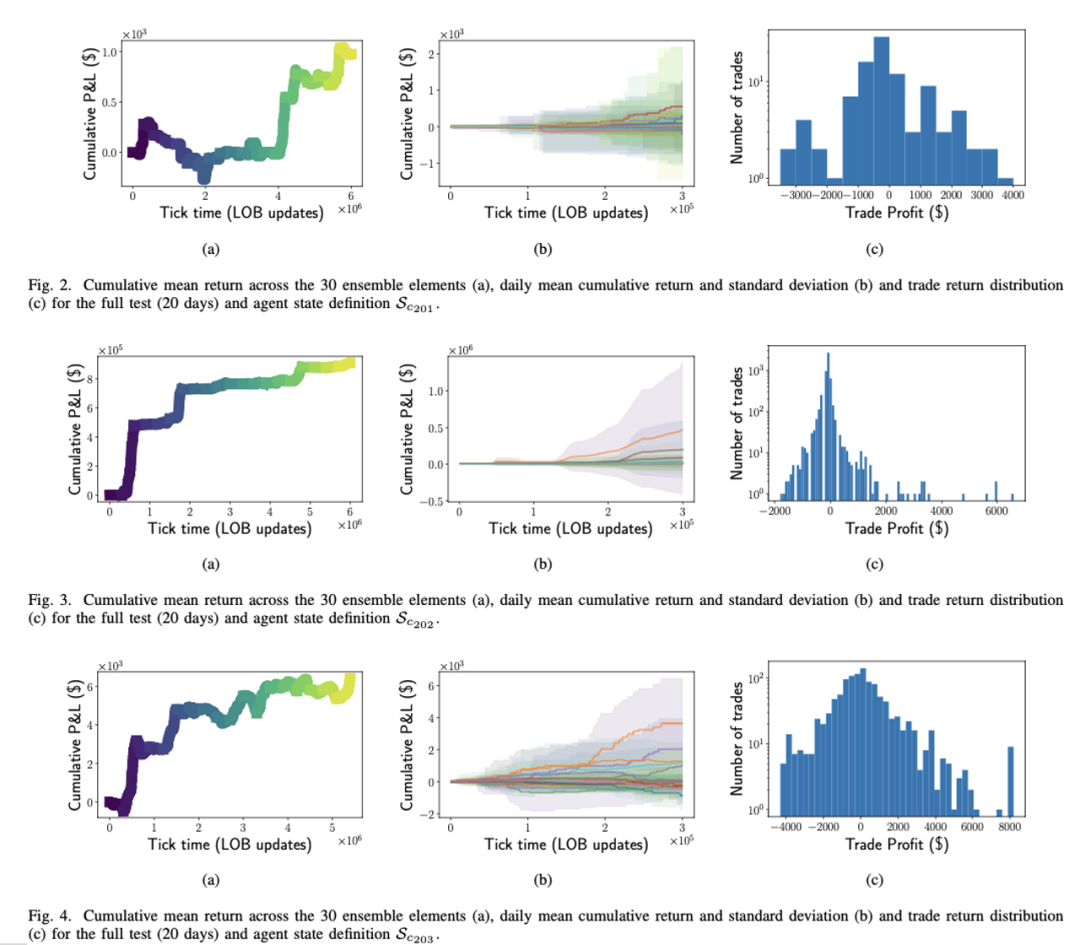 ×10³
Cumulative P&L ($)
1.0
0.5
0.0
0 2 4 6
Tick time (LOB updates) ×10⁶
(a)
×10³
Cumulative P&L ($)
2
1
0
−1
0 1 2 3
Tick time (LOB updates) ×10⁵
(b)
Number of trades
10¹
10⁰
−3000 −2000 −1000 0 1000 2000 3000 4000
Trade Profit ($)
(c)
Fig. 2. Cumulative mean return across the 30 ensemble elements (a), daily mean cumulative return and standard deviation (b) and trade return distribution
(c) for the full test (20 days) and agent state definition S_c₂₀₁.
×10⁵
Cumulative P&L ($)
8
6
4
2
0
0 1 2 3 4 5 6
Tick time (LOB updates) ×10⁶
(a)
×10⁶
Cumulative P&L ($)
1.0
0.5
0.0
−0.5
0 1 2 3
Tick time (LOB updates) ×10⁵
(b)
Number of trades
10³
10²
10¹
10⁰
−2000 0 2000 4000 6000
Trade Profit ($)
(c)
Fig. 3. Cumulative mean return across the 30 ensemble elements (a), daily mean cumulative return and standard deviation (b) and trade return distribution
(c) for the full test (20 days) and agent state definition S_c₂₀₂.
×10³
Cumulative P&L ($)
6
4
2
0
0 1 2 3 4 5
Tick time (LOB updates) ×10⁶
(a)
×10³
Cumulative P&L ($)
6
4
2
0
−2
0 1 2 3
Tick time (LOB updates) ×10⁵
(b)
Number of trades
10²
10¹
10⁰
−4000 −2000 0 2000 4000 6000 8000
Trade Profit ($)
(c)
Fig. 4. Cumulative mean return across the 30 ensemble elements (a), daily mean cumulative return and standard deviation (b) and trade return distribution
(c) for the full test (20 days) and agent state definition S_c₂₀₃.